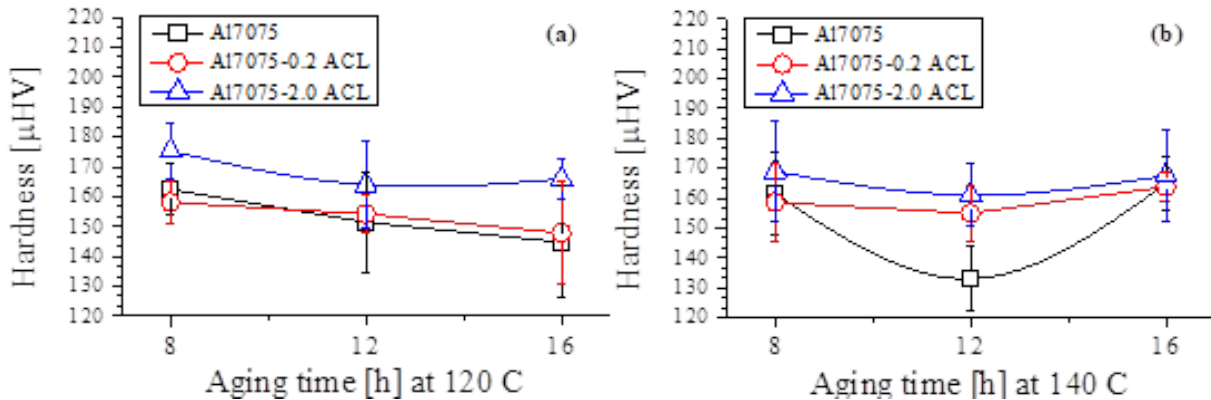 220
210
200
190
180
170
160
150
140
130
120
Hardness [µHV]
Al7075
Al7075-0.2 ACL
Al7075-2.0 ACL
(a)
8
12
16
Aging time [h] at 120 C
220
210
200
190
180
170
160
150
140
130
120
Hardness [µHV]
Al7075
Al7075-0.2 ACL
Al7075-2.0 ACL
(b)
8
12
16
Aging time [h] at 140 C